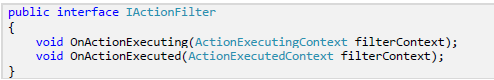 public interface IActionFilter
{
    void OnActionExecuting(ActionExecutingContext filterContext);
    void OnActionExecuted(ActionExecutedContext filterContext);
}